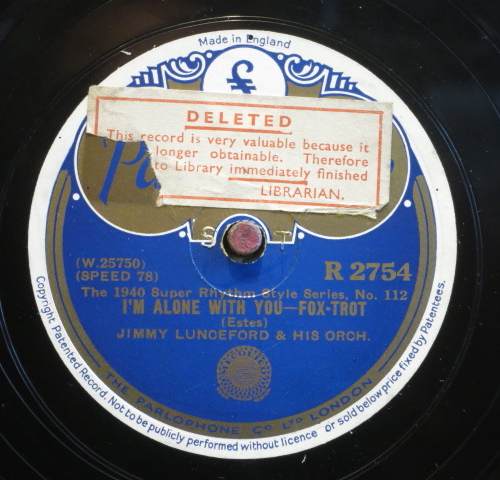 Made in England
£
DELETED
This record is very valuable because it
longer obtainable. Therefore
to Library immediately finished
LIBRARIAN.
Pa
S T
(W.25750)
(SPEED 78)
R 2754
The 1940 Super Rhythm Style Series, No. 112
I'M ALONE WITH YOU—FOX-TROT
(Estes)
JIMMY LUNCEFORD & HIS ORCH.
THE PARLOPHONE CO LTD LONDON
Copyright Patented Record. Not to be publicly performed without licence or sold below price fixed by Patentees.